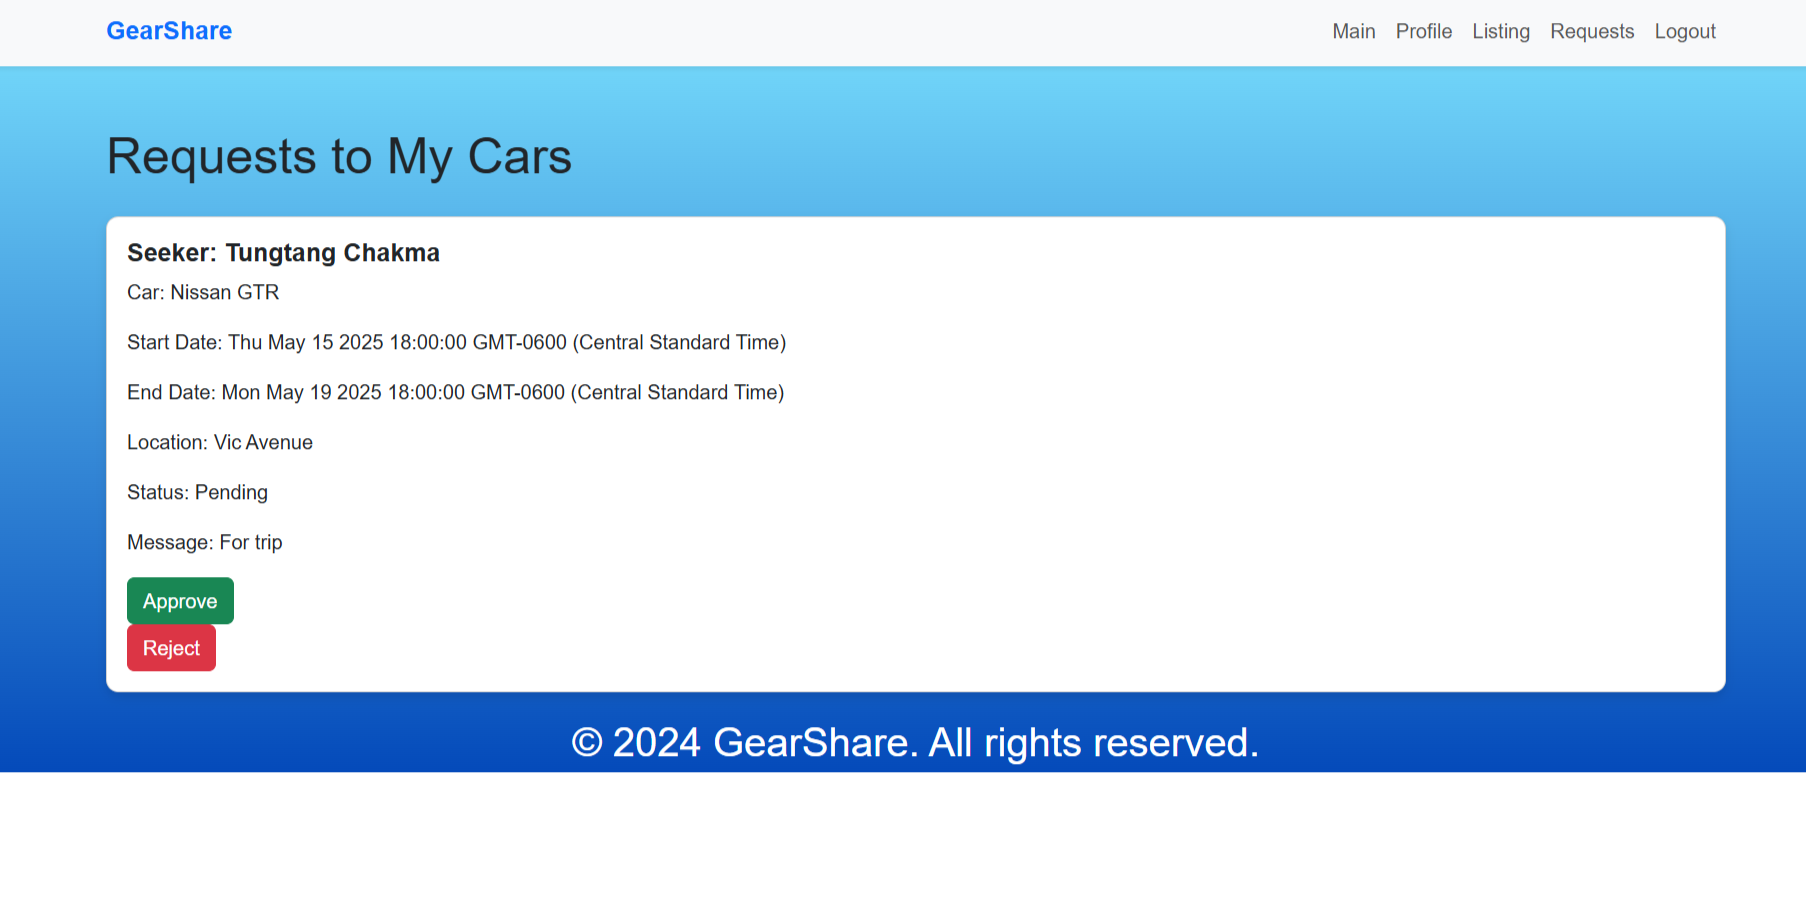 GearShare
Main Profile Listing Requests Logout
Requests to My Cars
Seeker: Tungtang Chakma
Car: Nissan GTR
Start Date: Thu May 15 2025 18:00:00 GMT-0600 (Central Standard Time)
End Date: Mon May 19 2025 18:00:00 GMT-0600 (Central Standard Time)
Location: Vic Avenue
Status: Pending
Message: For trip
Approve
Reject
© 2024 GearShare. All rights reserved.